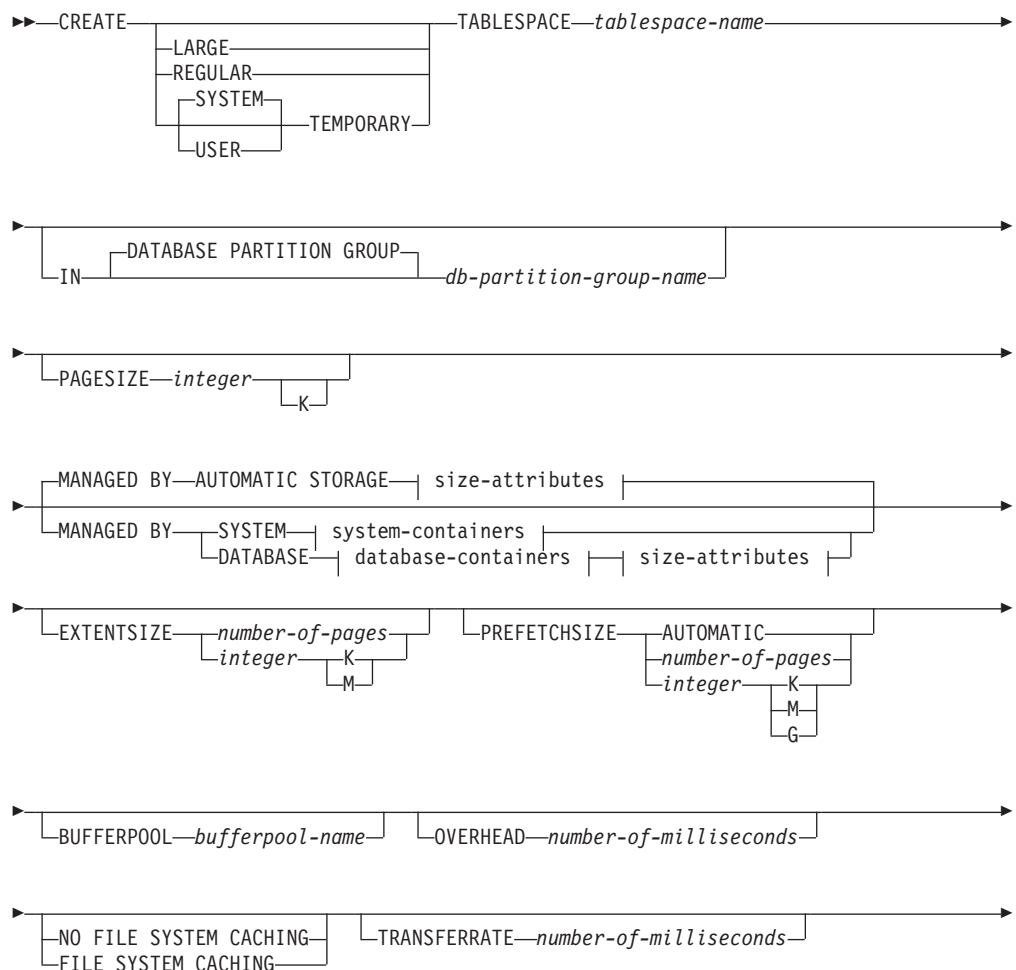 CREATE TABLESPACE tablespace-name
LARGE
REGULAR
SYSTEM
TEMPORARY
USER
DATABASE PARTITION GROUP
IN db-partition-group-name
PAGESIZE integer
K
MANAGED BY AUTOMATIC STORAGE size-attributes
MANAGED BY SYSTEM system-containers
DATABASE database-containers size-attributes
EXTENTSIZE number-of-pages PREFETCHSIZE AUTOMATIC
integer K number-of-pages
M integer K
M
G
BUFFERPOOL bufferpool-name OVERHEAD number-of-milliseconds
NO FILE SYSTEM CACHING TRANSFERRATE number-of-milliseconds
FILE SYSTEM CACHING